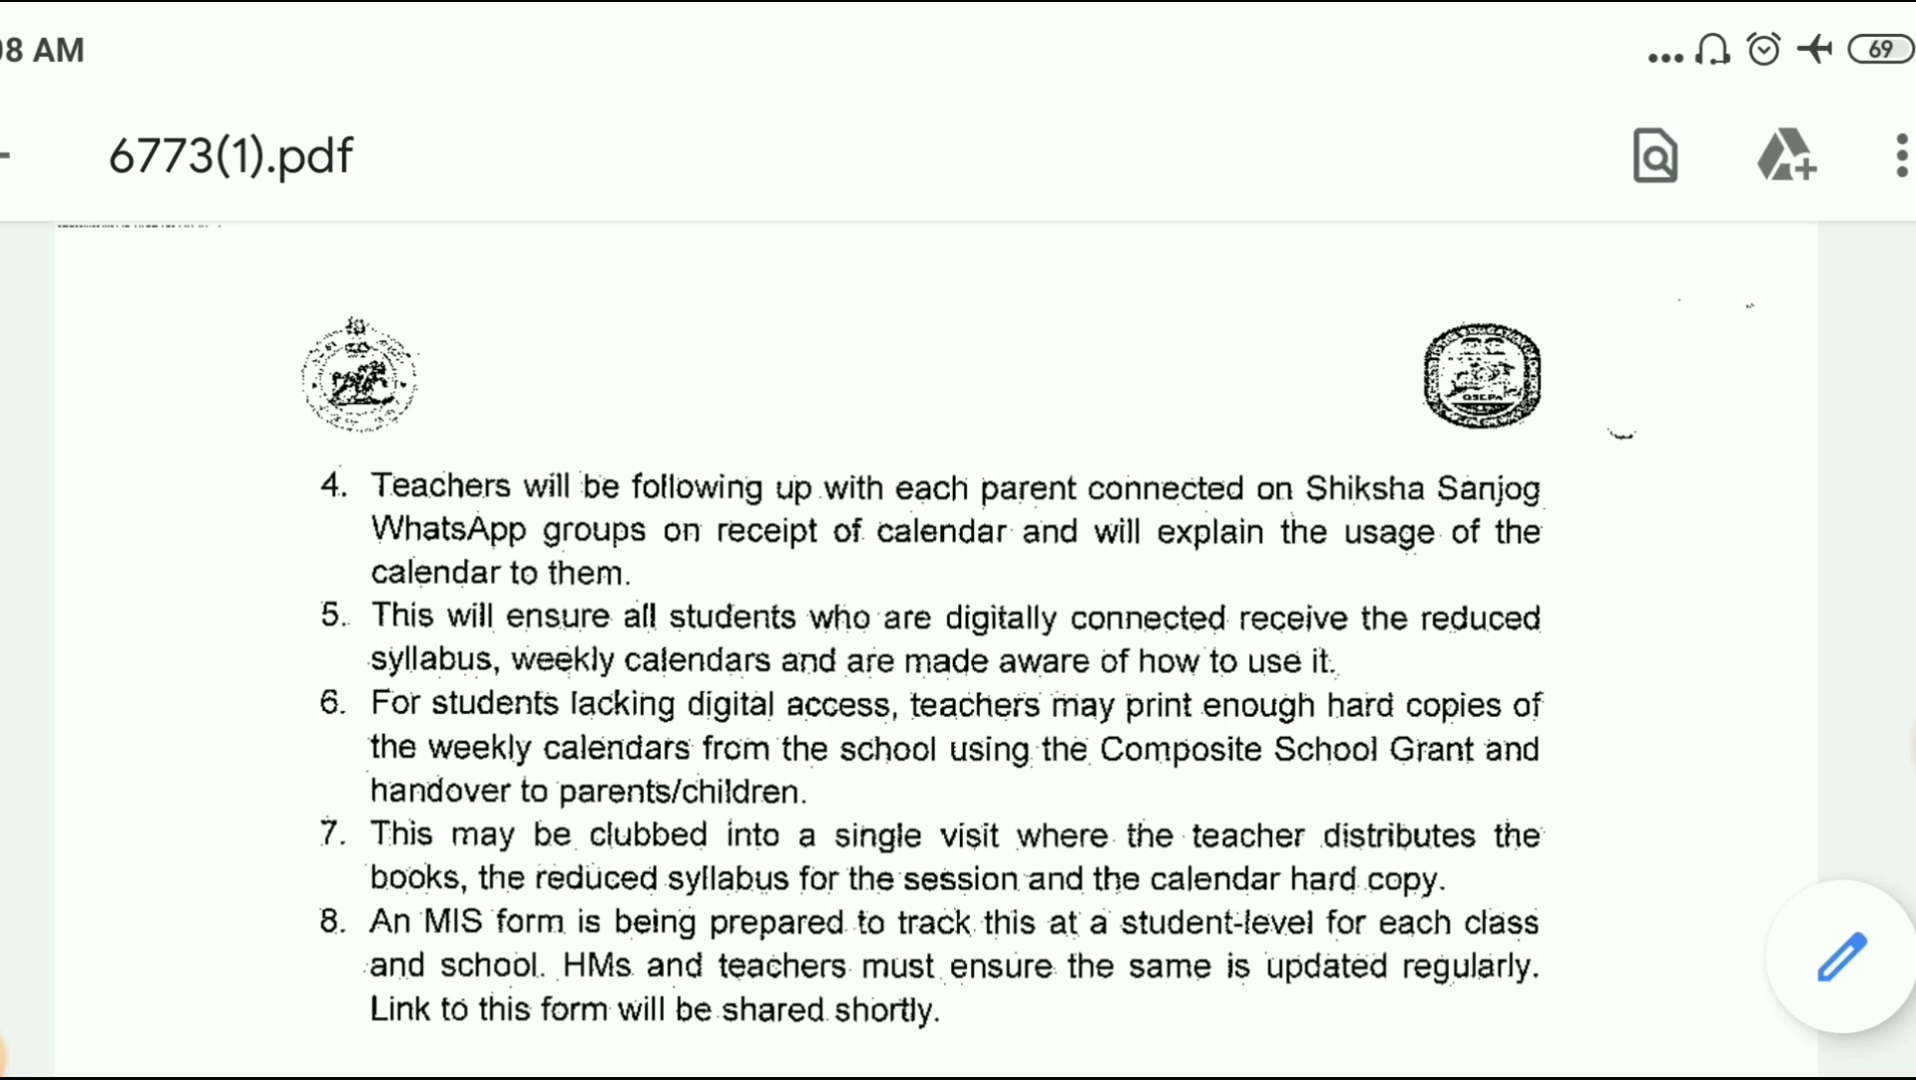 08 AM
69
6773(1).pdf
OSEPA
4. Teachers will be following up with each parent connected on Shiksha Sanjog
WhatsApp groups on receipt of calendar and will explain the usage of the
calendar to them.
5. This will ensure all students who are digitally connected receive the reduced
syllabus, weekly calendars and are made aware of how to use it.
6. For students lacking digital access, teachers may print enough hard copies of
the weekly calendars from the school using the Composite School Grant and
handover to parents/children.
7. This may be clubbed into a single visit where the teacher distributes the
books, the reduced syllabus for the session and the calendar hard copy.
8. An MIS form is being prepared to track this at a student-level for each class
and school. HMs and teachers must ensure the same is updated regularly.
Link to this form will be shared shortly.